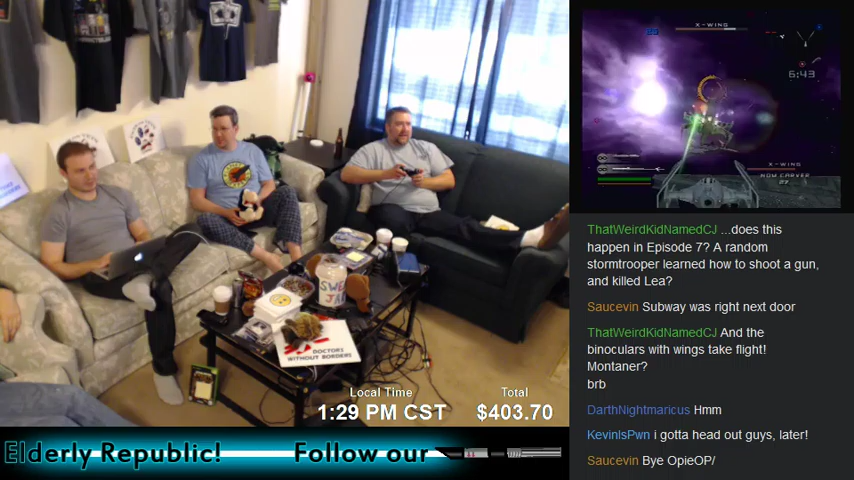 X-WING
6:43
X-WING
SWEAR
JAR
DOCTORS
WITHOUT BORDERS
Local Time
Total
1:29 PM CST
$403.70
Elderly Republic!
Follow our
ThatWeirdKidNamedCJ ...does this
happen in Episode 7? A random
stormtrooper learned how to shoot a gun,
and killed Lea?
Saucevin Subway was right next door
ThatWeirdKidNamedCJ And the
binoculars with wings take flight!
Montaner?
brb
DarthNightmaricus Hmm
KevinIsPwn i gotta head out guys, later!
Saucevin Bye OpieOP/